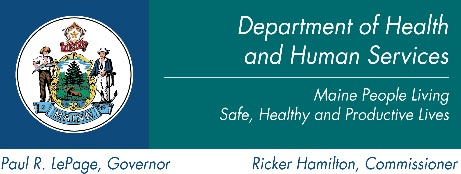 Department of Health
and Human Services
Maine People Living
Safe, Healthy and Productive Lives
Paul R. LePage, Governor
Ricker Hamilton, Commissioner